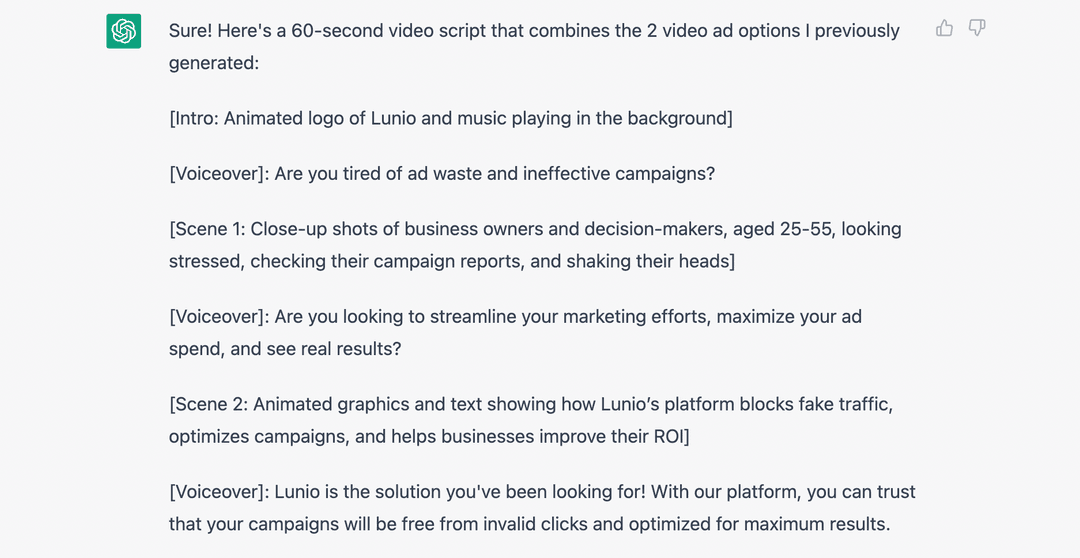 Sure! Here's a 60-second video script that combines the 2 video ad options I previously
generated:
[Intro: Animated logo of Lunio and music playing in the background]
[Voiceover]: Are you tired of ad waste and ineffective campaigns?
[Scene 1: Close-up shots of business owners and decision-makers, aged 25-55, looking
stressed, checking their campaign reports, and shaking their heads]
[Voiceover]: Are you looking to streamline your marketing efforts, maximize your ad
spend, and see real results?
[Scene 2: Animated graphics and text showing how Lunio’s platform blocks fake traffic,
optimizes campaigns, and helps businesses improve their ROI]
[Voiceover]: Lunio is the solution you've been looking for! With our platform, you can trust
that your campaigns will be free from invalid clicks and optimized for maximum results.